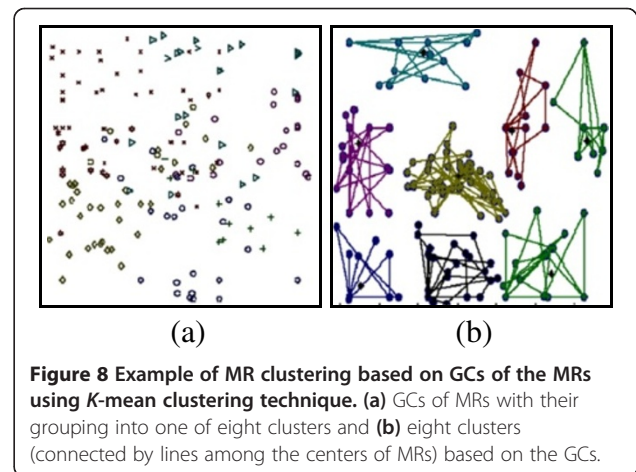 (a)
(b)
Figure 8 Example of MR clustering based on GCs of the MRs
using K-mean clustering technique. (a) GCs of MRs with their
grouping into one of eight clusters and (b) eight clusters
(connected by lines among the centers of MRs) based on the GCs.